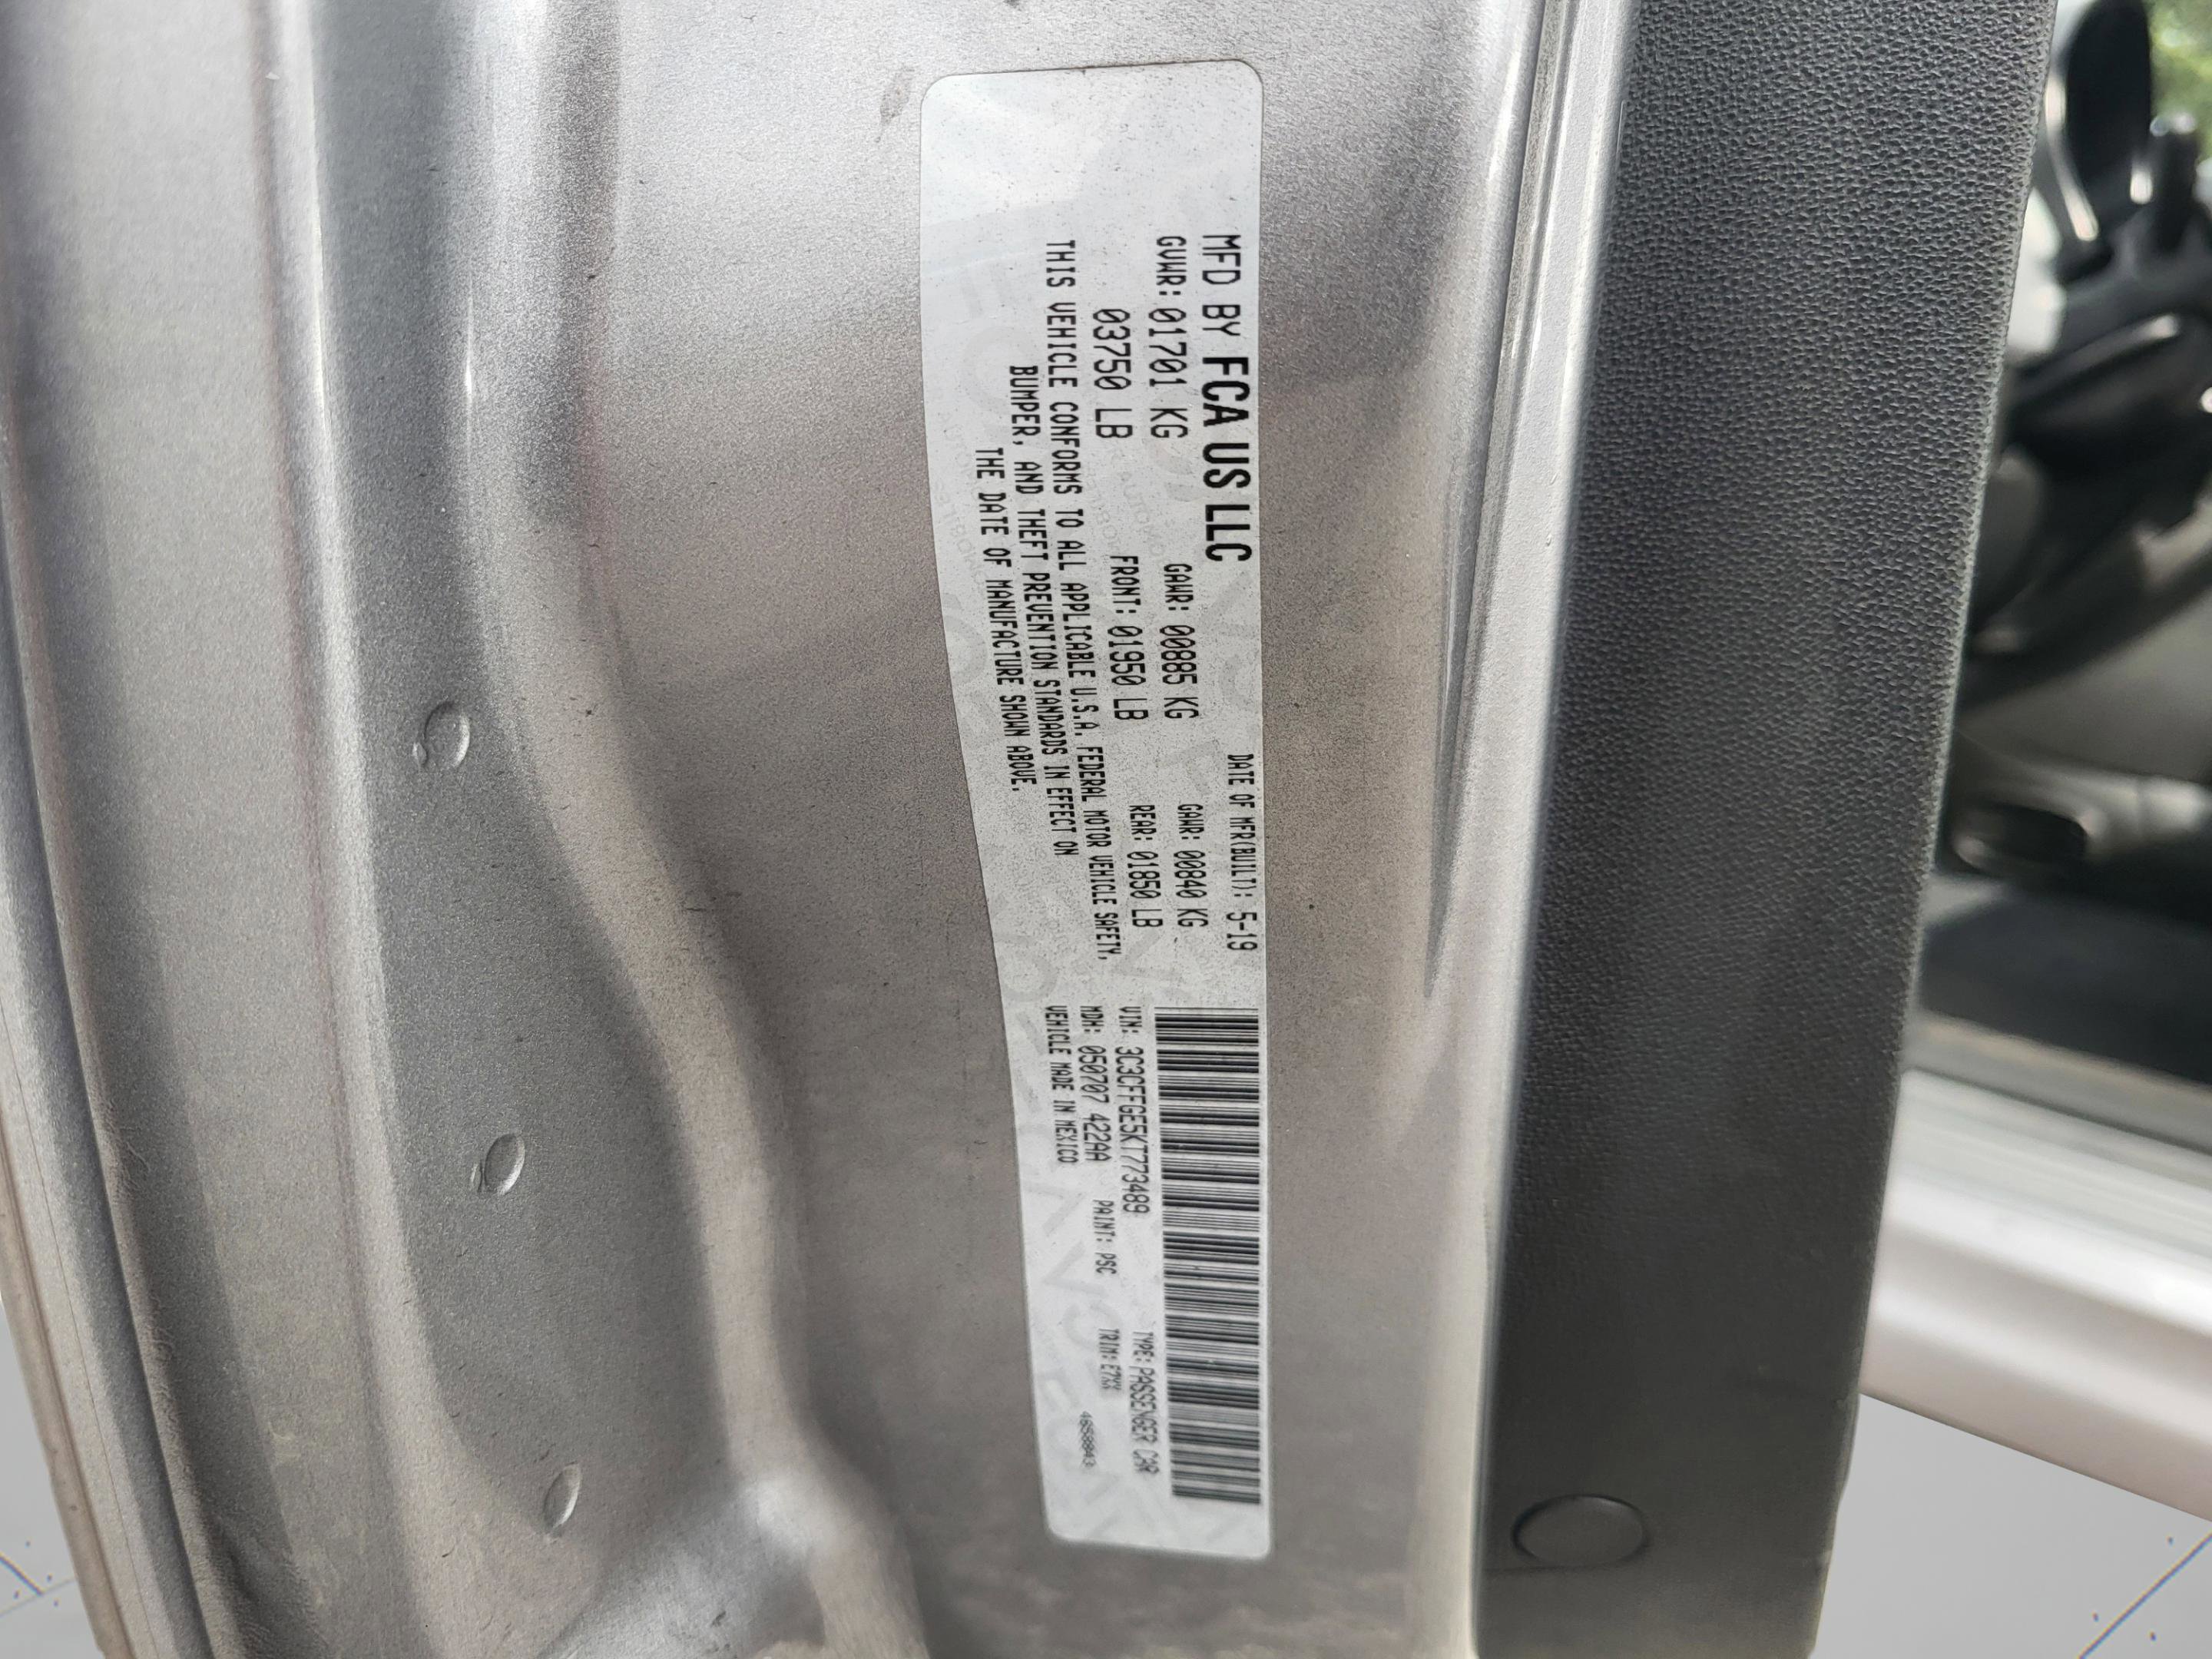 MFD BY FCA US LLC
DATE OF MFR(BUILT): 5-19
GVWR: 01701 KG
GAWR: 00885 KG
GAWR: 00840 KG
03750 LB
FRONT: 01950 LB
REAR: 01850 LB
THIS VEHICLE CONFORMS TO ALL APPLICABLE U.S.A. FEDERAL MOTOR VEHICLE SAFETY,
BUMPER, AND THEFT PREVENTION STANDARDS IN EFFECT ON
THE DATE OF MANUFACTURE SHOWN ABOVE.
VIN: 3C3CFFGE5KT773489
TYPE: PASSENGER CAR
MDH: 050707 422AA
PAINT: PSC
TRIM: E7X8
VEHICLE MADE IN MEXICO